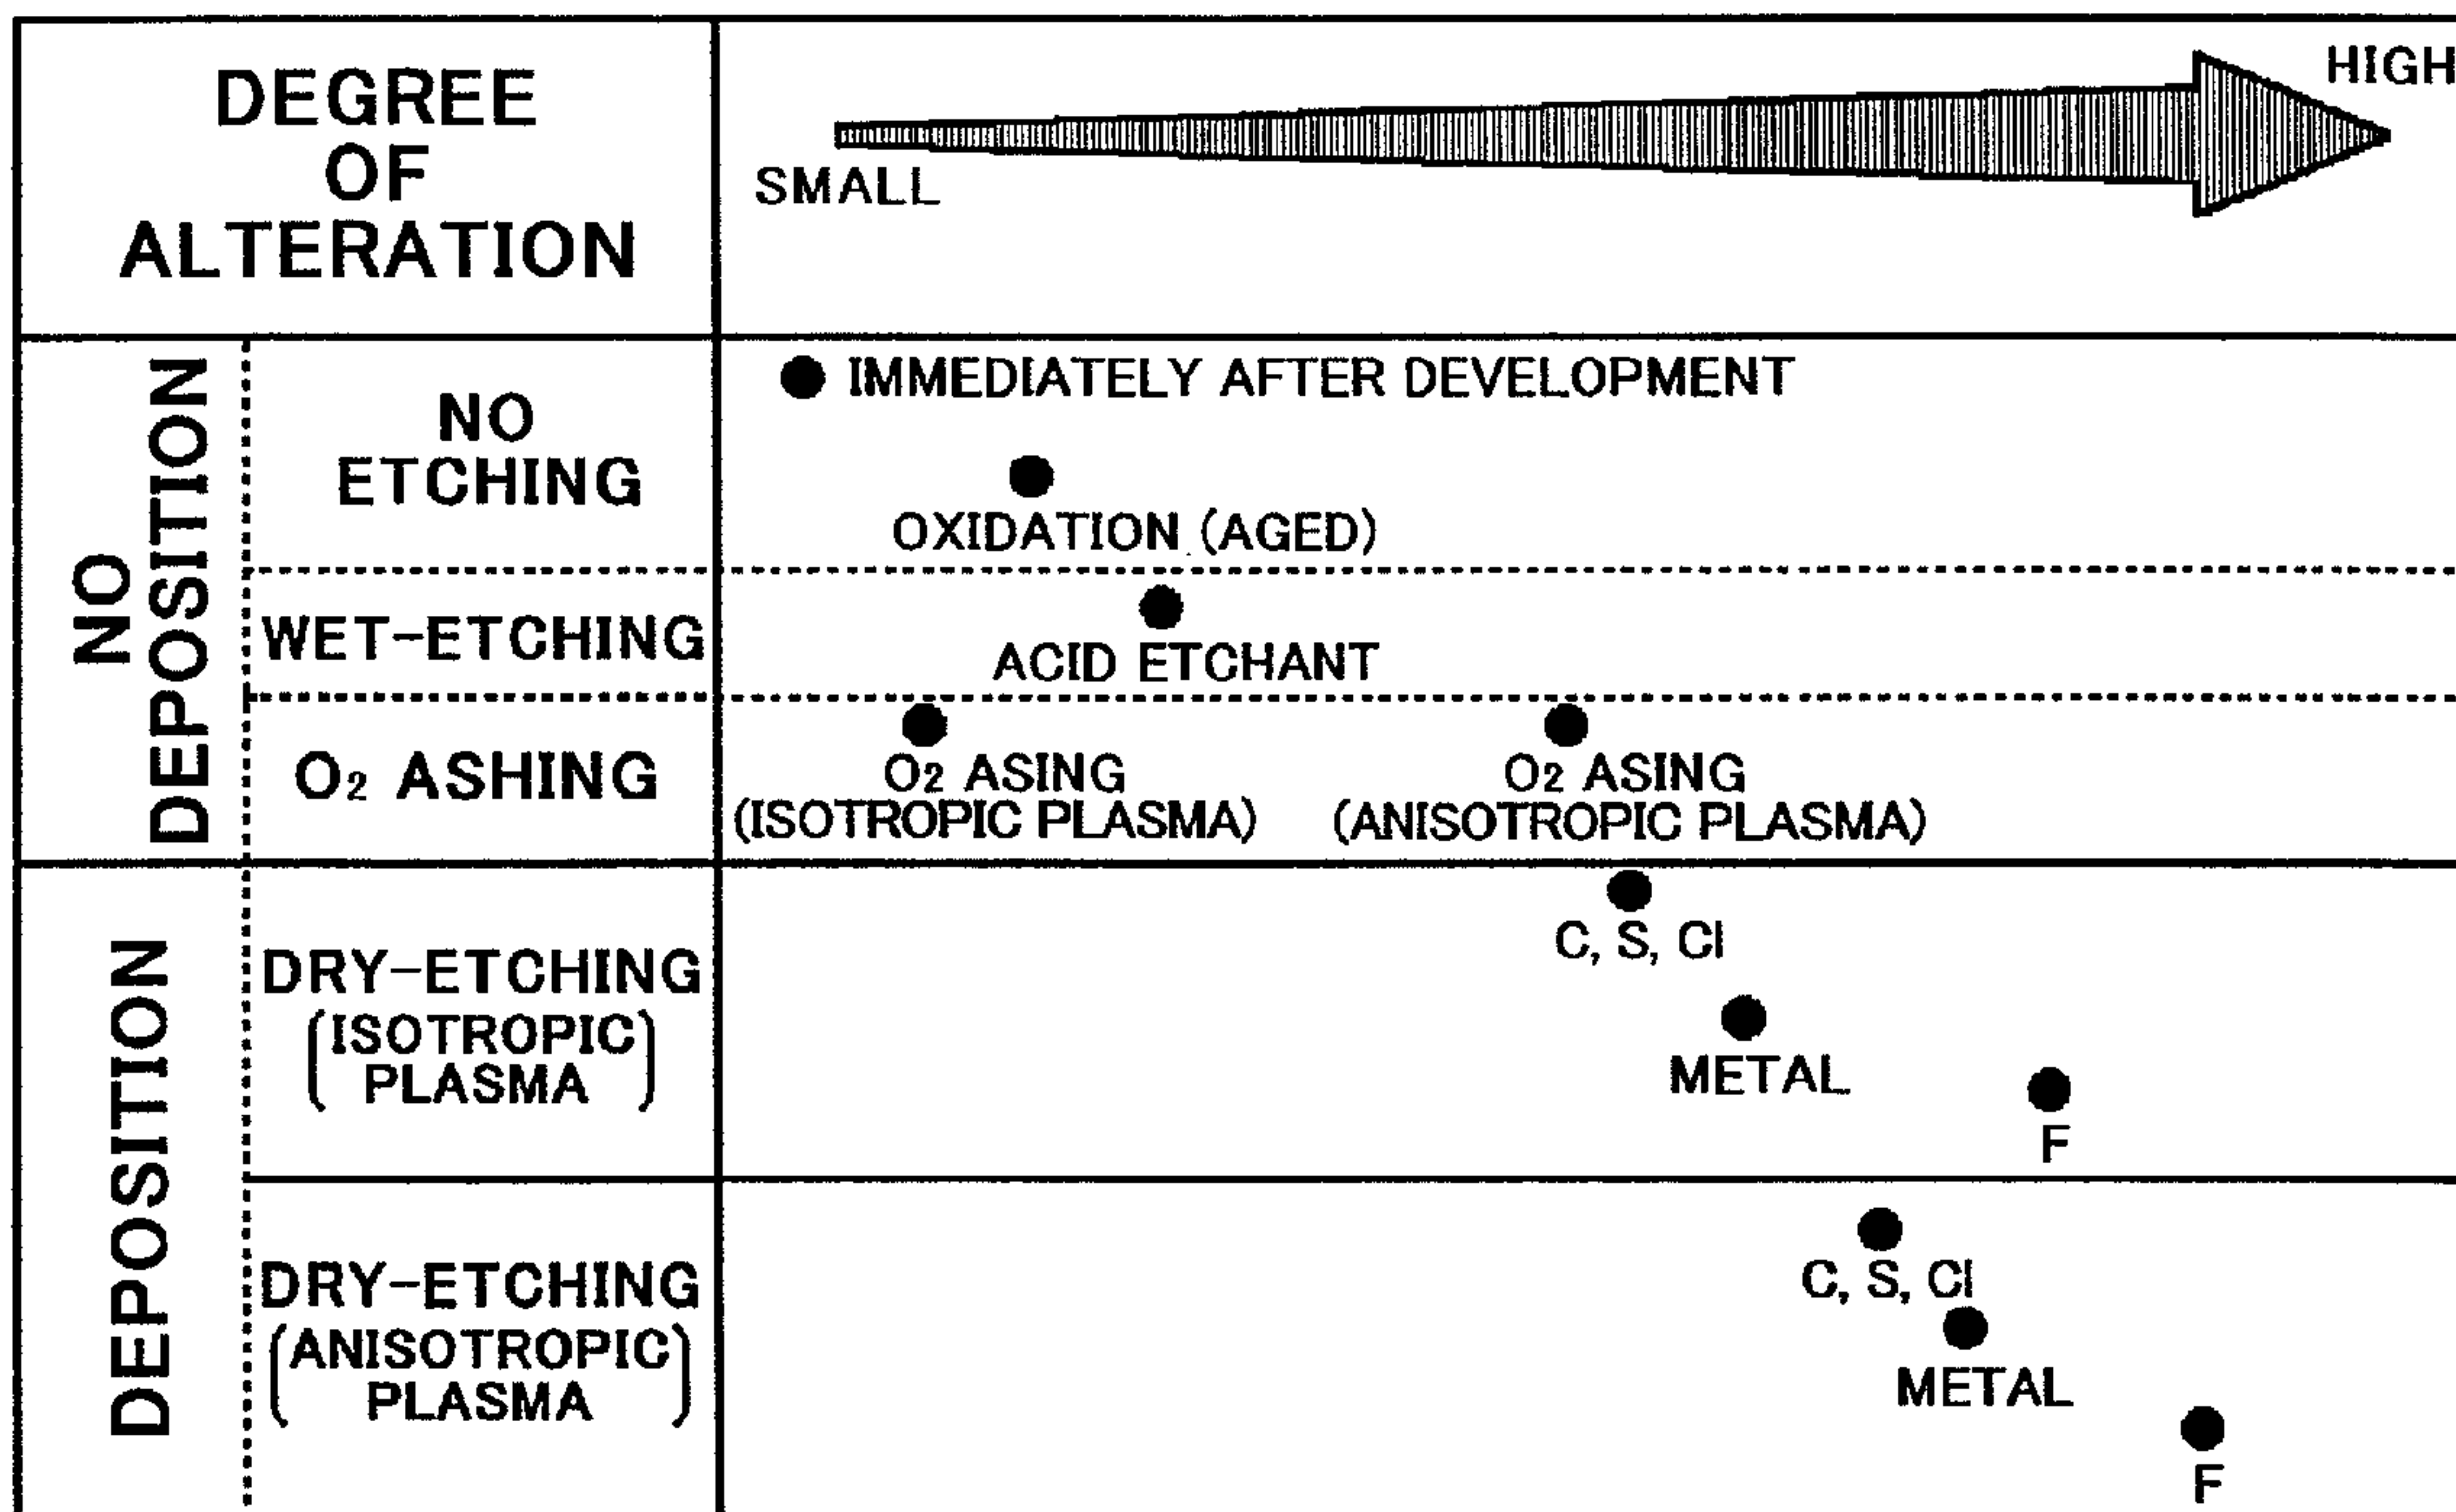 DEGREE
OF
ALTERATION
SMALL
HIGH
NO
DEPOSITION
NO
ETCHING
IMMEDIATELY AFTER DEVELOPMENT
OXIDATION (AGED)
WET-ETCHING
ACID ETCHANT
O2 ASHING
O2 ASING
(ISOTROPIC PLASMA)
O2 ASING
(ANISOTROPIC PLASMA)
DEPOSITION
DRY-ETCHING
(ISOTROPIC
PLASMA)
C, S, Cl
METAL
F
DRY-ETCHING
(ANISOTROPIC
PLASMA)
C, S, Cl
METAL
F